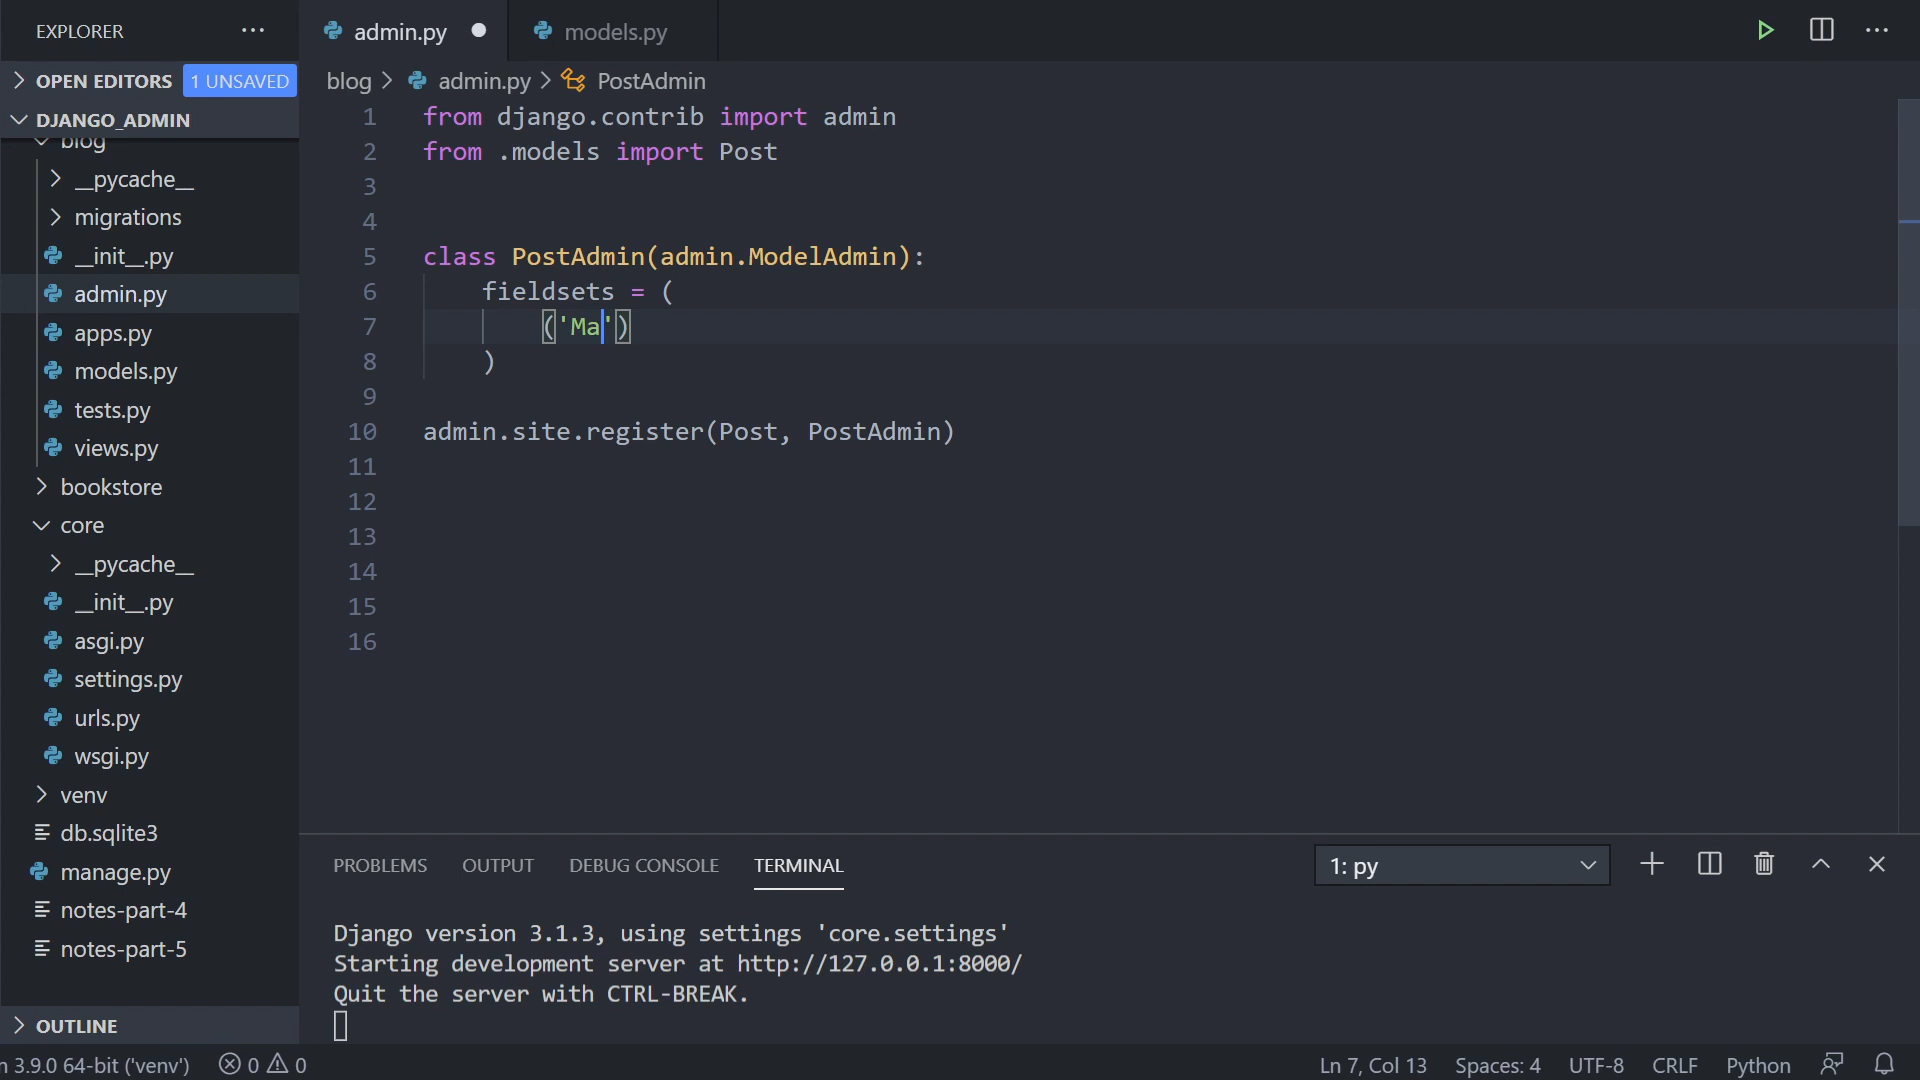 EXPLORER
admin.py
models.py
OPEN EDITORS 1 UNSAVED
blog > admin.py > PostAdmin
DJANGO_ADMIN
blog
__pycache__
migrations
__init__.py
admin.py
apps.py
models.py
tests.py
views.py
bookstore
core
__pycache__
__init__.py
asgi.py
settings.py
urls.py
wsgi.py
venv
db.sqlite3
manage.py
notes-part-4
notes-part-5
OUTLINE
1 from django.contrib import admin
2 from .models import Post
3
4
5 class PostAdmin(admin.ModelAdmin):
6 fieldsets = (
7 ('Ma')
8 )
9
10 admin.site.register(Post, PostAdmin)
11
12
13
14
15
16
PROBLEMS OUTPUT DEBUG CONSOLE TERMINAL 1: py
Django version 3.1.3, using settings 'core.settings'
Starting development server at http://127.0.0.1:8000/
Quit the server with CTRL-BREAK.
n 3.9.0 64-bit ('venv') 0 0 Ln 7, Col 13 Spaces: 4 UTF-8 CRLF Python